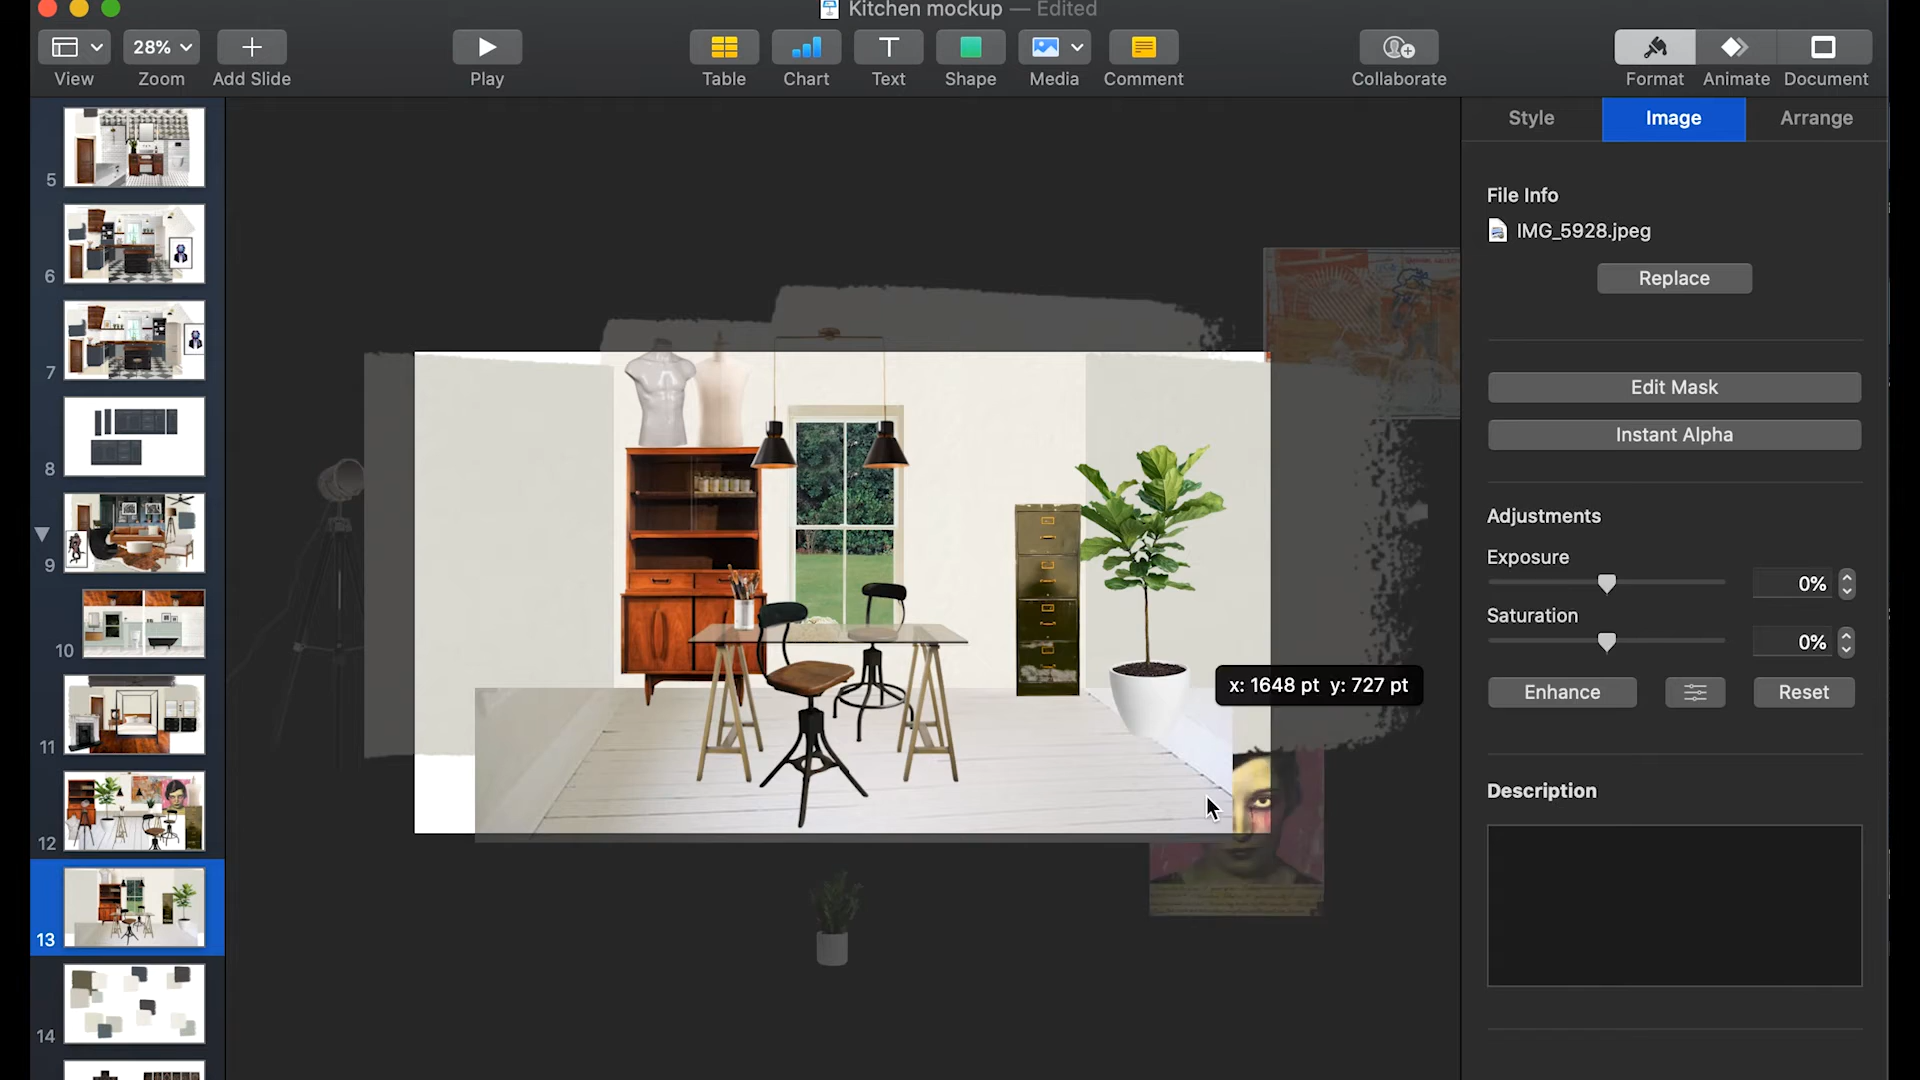 Kitchen mockup — Edited
28%
View
Zoom
Add Slide
Play
Table
Chart
Text
Shape
Media
Comment
Collaborate
Format
Animate
Document
Style
Image
Arrange
File Info
IMG_5928.jpeg
Replace
Edit Mask
Instant Alpha
Adjustments
Exposure
0%
Saturation
0%
Enhance
Reset
Description
x: 1648 pt y: 727 pt
5
6
7
8
9
10
11
12
13
14